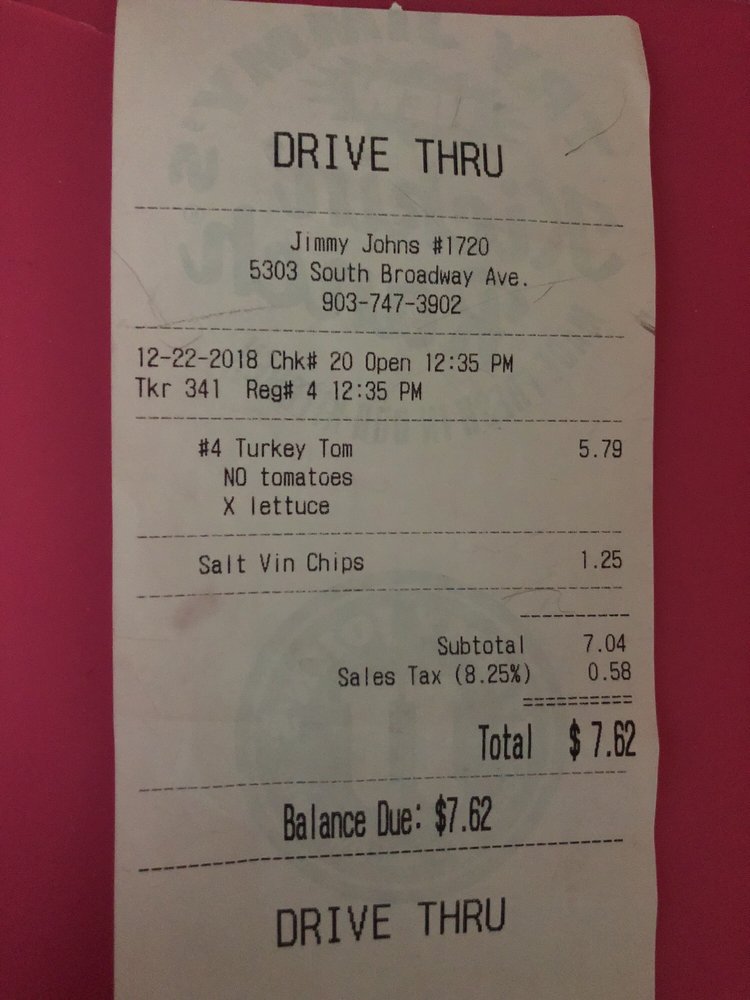 DRIVE THRU
Jimmy Johns #1720
5303 South Broadway Ave.
903-747-3902
12-22-2018 Chk# 20 Open 12:35 PM
Tkr 341 Reg# 4 12:35 PM
#4 Turkey Tom 5.79
NO tomatoes
X lettuce
Salt Vin Chips 1.25
Subtotal 7.04
Sales Tax (8.25%) 0.58
==========
Total $ 7.62
Balance Due: $7.62
DRIVE THRU